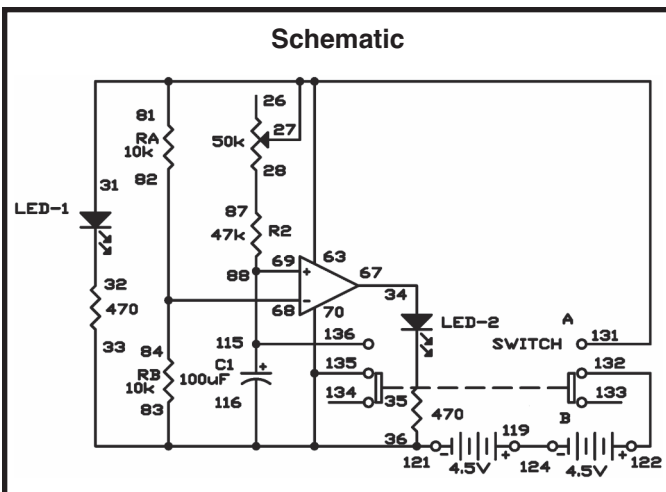 Schematic
26
81
27
RA
50k
10k
28
82
31
LED-1
87
R2
47k
63
69
67
+
88
34
32
-
68
70
470
LED-2
A
115
136
SWITCH
131
33
84
C1
+
135
132
RB
100uF
10k
134
133
116
35
83
B
470
36
119
121
-
+
124
-
+
122
4.5V
4.5V